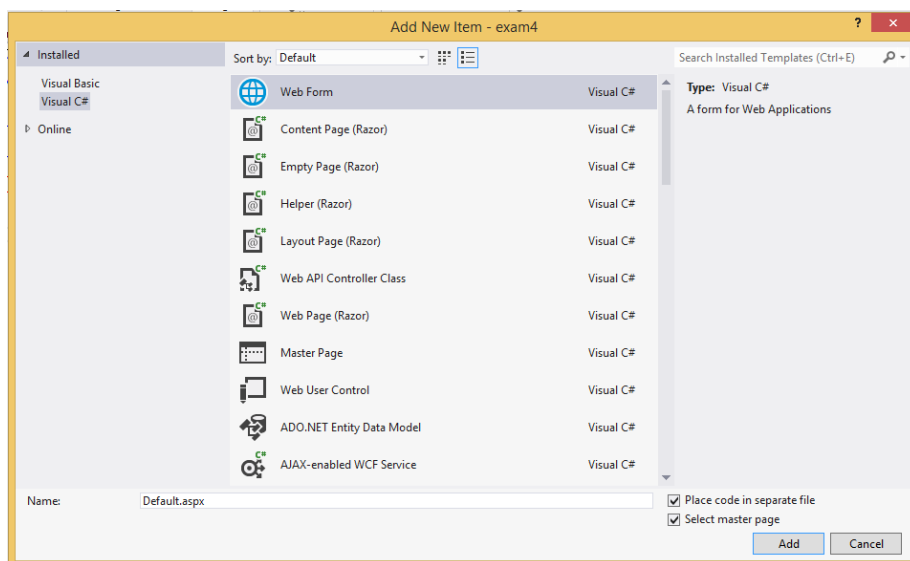 Add New Item - exam4
?
Installed
Sort by: Default
Search Installed Templates (Ctrl+E)
Visual Basic
Visual C#
Online
Web Form Visual C#
Content Page (Razor) Visual C#
Empty Page (Razor) Visual C#
Helper (Razor) Visual C#
Layout Page (Razor) Visual C#
Web API Controller Class Visual C#
Web Page (Razor) Visual C#
Master Page Visual C#
Web User Control Visual C#
ADO.NET Entity Data Model Visual C#
AJAX-enabled WCF Service Visual C#
Type: Visual C#
A form for Web Applications
Name: Default.aspx
Place code in separate file
Select master page
Add Cancel